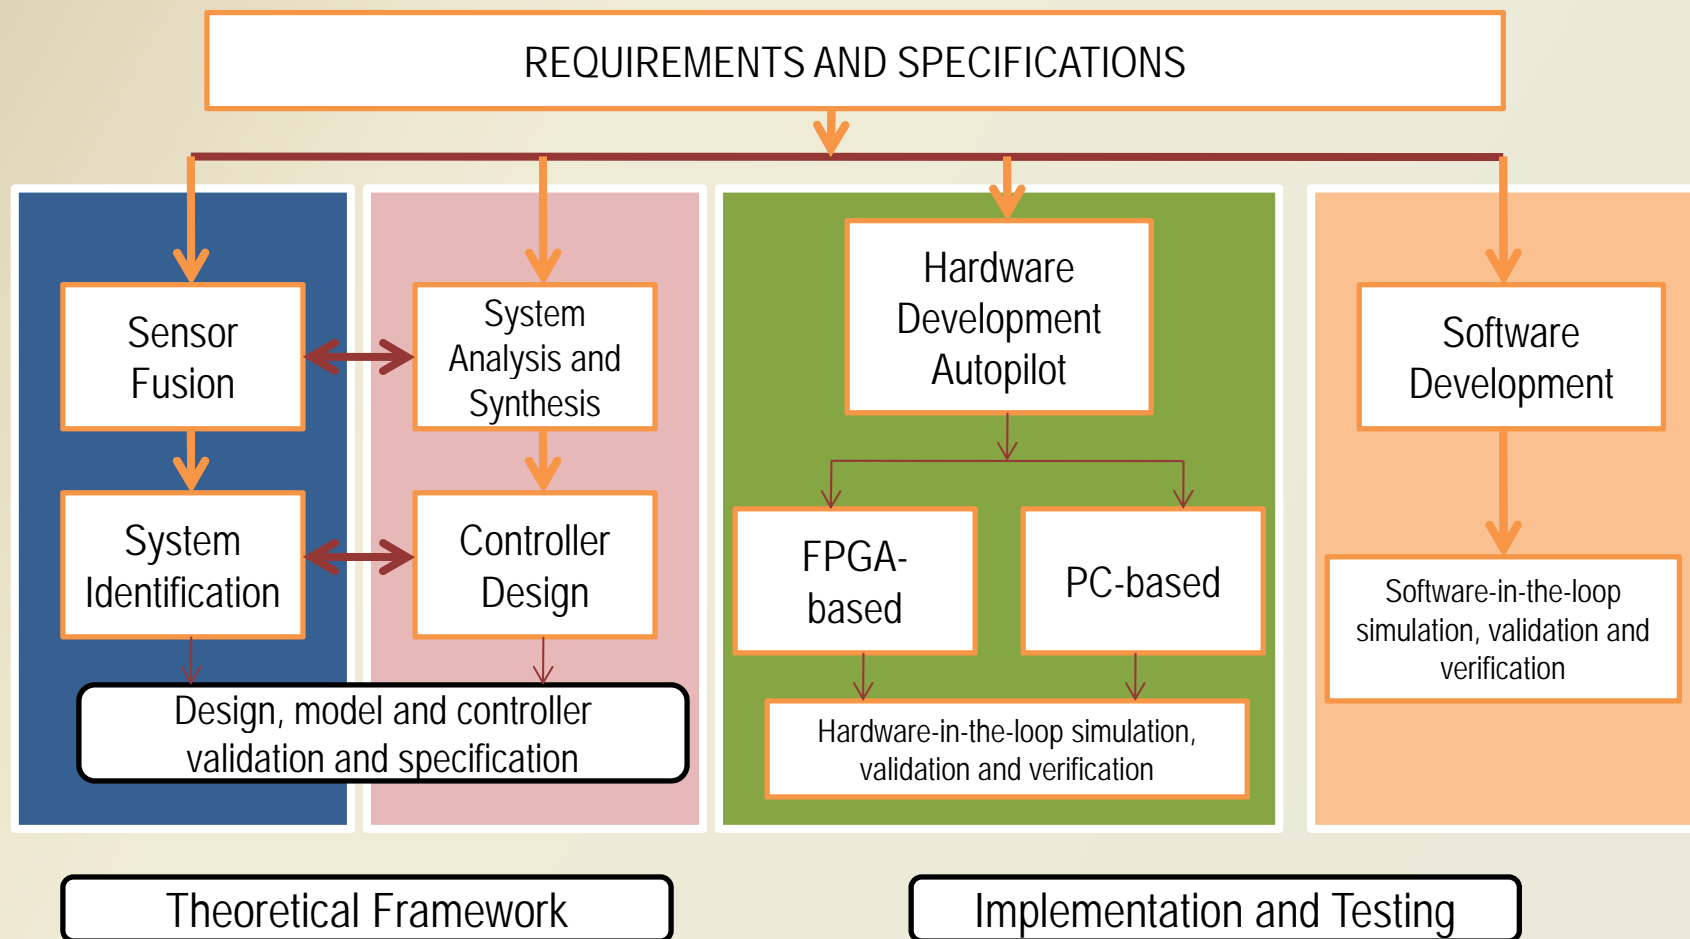 REQUIREMENTS AND SPECIFICATIONS
Sensor
Fusion
System
Analysis and
Synthesis
Hardware
Development
Autopilot
Software
Development
System
Identification
Controller
Design
FPGA-
based
PC-based
Software-in-the-loop
simulation, validation and
verification
Design, model and controller
validation and specification
Hardware-in-the-loop simulation,
validation and verification
Theoretical Framework
Implementation and Testing